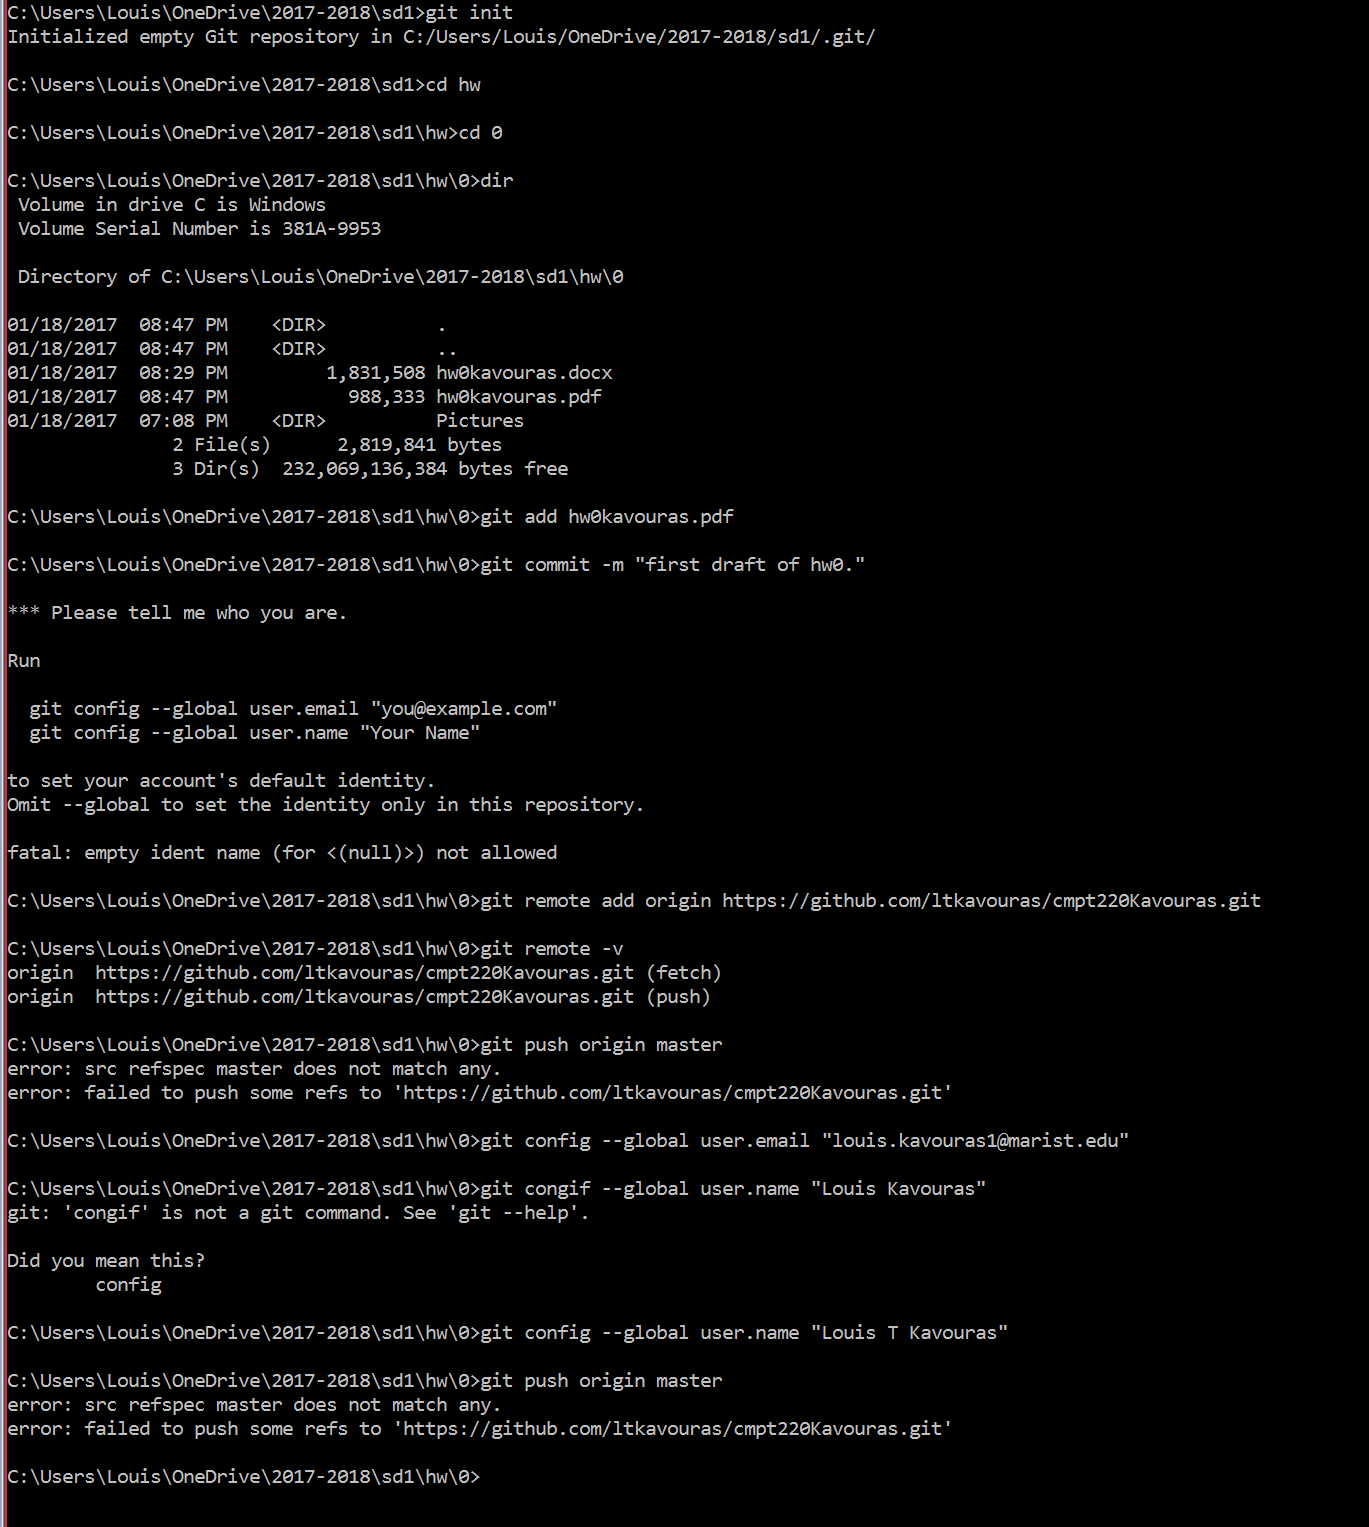 C:\Users\Louis\OneDrive\2017-2018\sd1>git init
Initialized empty Git repository in C:/Users/Louis/OneDrive/2017-2018/sd1/.git/
C:\Users\Louis\OneDrive\2017-2018\sd1>cd hw
C:\Users\Louis\OneDrive\2017-2018\sd1\hw>cd 0
C:\Users\Louis\OneDrive\2017-2018\sd1\hw\0>dir
Volume in drive C is Windows
Volume Serial Number is 381A-9953
Directory of C:\Users\Louis\OneDrive\2017-2018\sd1\hw\0
01/18/2017  08:47 PM    <DIR>          .
01/18/2017  08:47 PM    <DIR>          ..
01/18/2017  08:29 PM         1,831,508 hw0kavouras.docx
01/18/2017  08:47 PM           988,333 hw0kavouras.pdf
01/18/2017  07:08 PM    <DIR>          Pictures
2 File(s)      2,819,841 bytes
3 Dir(s)  232,069,136,384 bytes free
C:\Users\Louis\OneDrive\2017-2018\sd1\hw\0>git add hw0kavouras.pdf
C:\Users\Louis\OneDrive\2017-2018\sd1\hw\0>git commit -m "first draft of hw0."
*** Please tell me who you are.
Run
git config --global user.email "you@example.com"
git config --global user.name "Your Name"
to set your account's default identity.
Omit --global to set the identity only in this repository.
fatal: empty ident name (for <(null)>) not allowed
C:\Users\Louis\OneDrive\2017-2018\sd1\hw\0>git remote add origin https://github.com/ltkavouras/cmpt220Kavouras.git
C:\Users\Louis\OneDrive\2017-2018\sd1\hw\0>git remote -v
origin  https://github.com/ltkavouras/cmpt220Kavouras.git (fetch)
origin  https://github.com/ltkavouras/cmpt220Kavouras.git (push)
C:\Users\Louis\OneDrive\2017-2018\sd1\hw\0>git push origin master
error: src refspec master does not match any.
error: failed to push some refs to 'https://github.com/ltkavouras/cmpt220Kavouras.git'
C:\Users\Louis\OneDrive\2017-2018\sd1\hw\0>git config --global user.email "louis.kavouras1@marist.edu"
C:\Users\Louis\OneDrive\2017-2018\sd1\hw\0>git congif --global user.name "Louis Kavouras"
git: 'congif' is not a git command. See 'git --help'.
Did you mean this?
config
C:\Users\Louis\OneDrive\2017-2018\sd1\hw\0>git config --global user.name "Louis T Kavouras"
C:\Users\Louis\OneDrive\2017-2018\sd1\hw\0>git push origin master
error: src refspec master does not match any.
error: failed to push some refs to 'https://github.com/ltkavouras/cmpt220Kavouras.git'
C:\Users\Louis\OneDrive\2017-2018\sd1\hw\0>